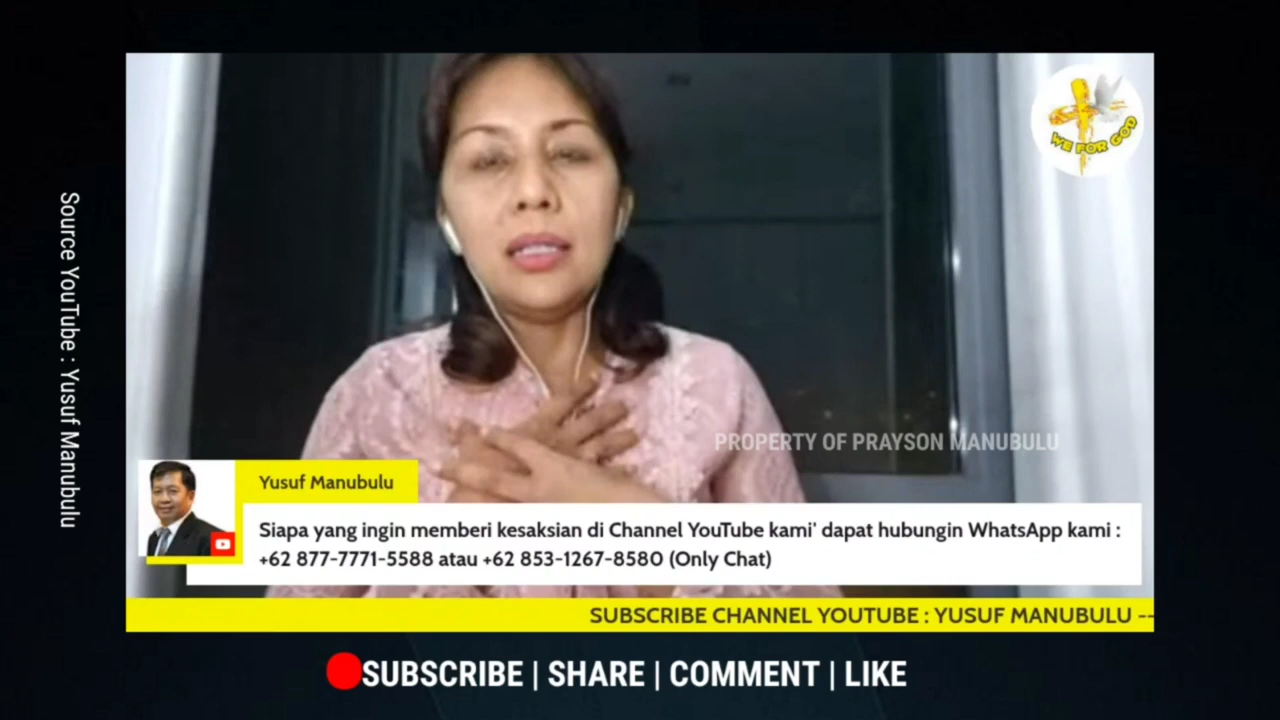 WE FOR GOD
Source YouTube : Yusuf Manubulu
PROPERTY OF PRAYSON MANUBULU
Yusuf Manubulu
Siapa yang ingin memberi kesaksian di Channel YouTube kami' dapat hubungin WhatsApp kami :
+62 877-7771-5588 atau +62 853-1267-8580 (Only Chat)
SUBSCRIBE CHANNEL YOUTUBE : YUSUF MANUBULU --
SUBSCRIBE | SHARE | COMMENT | LIKE